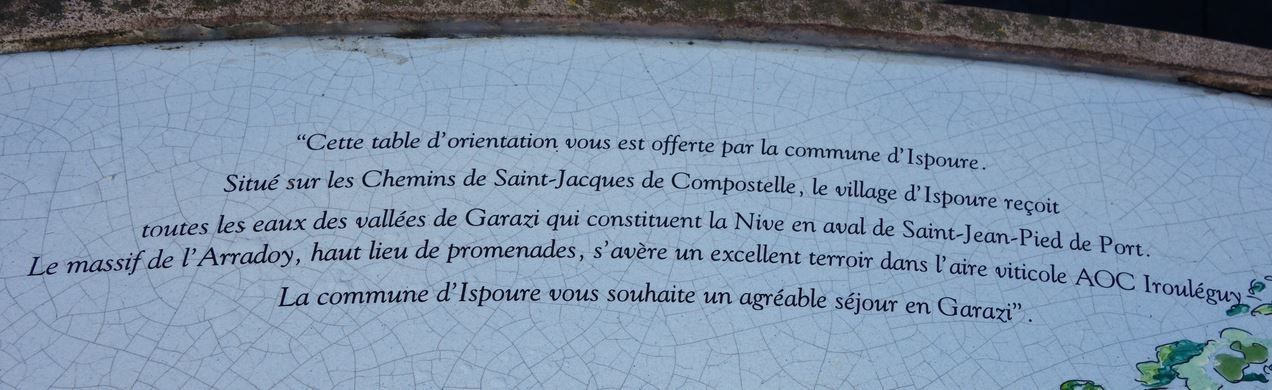 “Cette table d’orientation vous est offerte par la commune d’Ispoure.
Situé sur les Chemins de Saint-Jacques de Compostelle, le village d’Ispoure reçoit
toutes les eaux des vallées de Garazi qui constituent la Nive en aval de Saint-Jean-Pied de Port.
Le massif de l’Arradoy, haut lieu de promenades, s’avère un excellent terroir dans l’aire viticole AOC Irouléguy.
La commune d’Ispoure vous souhaite un agréable séjour en Garazi”.